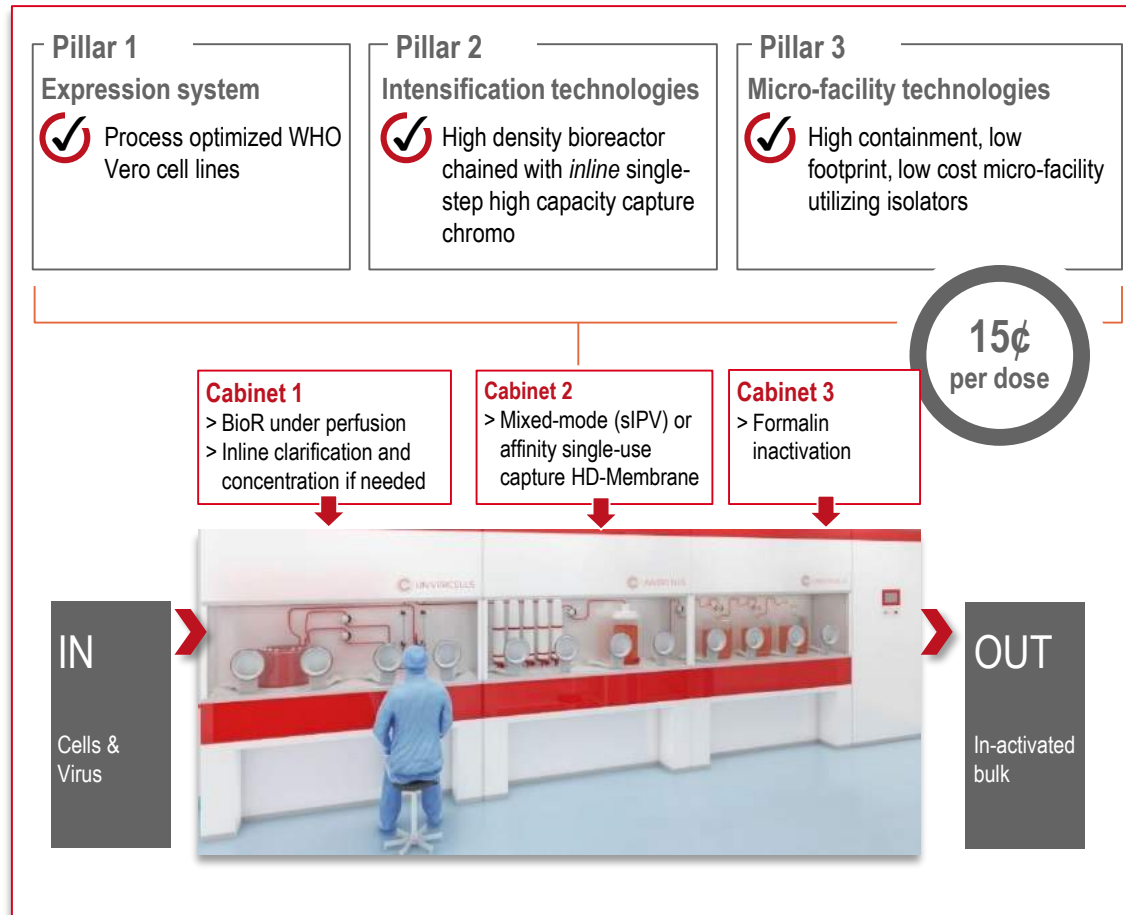 Pillar 1
Expression system
Process optimized WHO
Vero cell lines
Pillar 2
Intensification technologies
High density bioreactor
chained with inline single-
step high capacity capture
chromo
Pillar 3
Micro-facility technologies
High containment, low
footprint, low cost micro-facility
utilizing isolators
15¢
per dose
Cabinet 1
> BioR under perfusion
> Inline clarification and
concentration if needed
Cabinet 2
> Mixed-mode (sIPV) or
affinity single-use
capture HD-Membrane
Cabinet 3
> Formalin
inactivation
IN
Cells &
Virus
UNIVERCELLS
OUT
In-activated
bulk